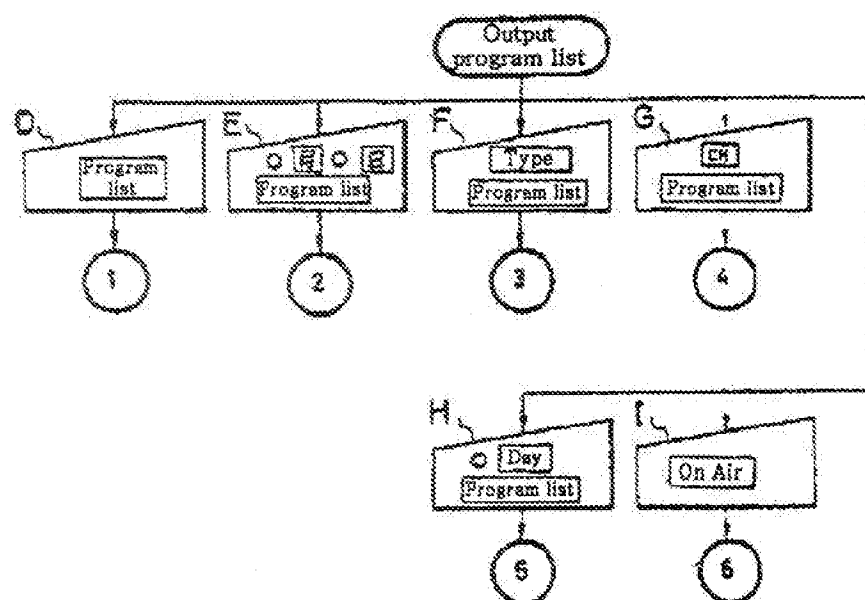 Output
program list
D
E
F
G
Program
list
○ ○
Program list
Type
Program list
CH
Program list
1
2
3
4
H
I
○ Day
Program list
On Air
5
6